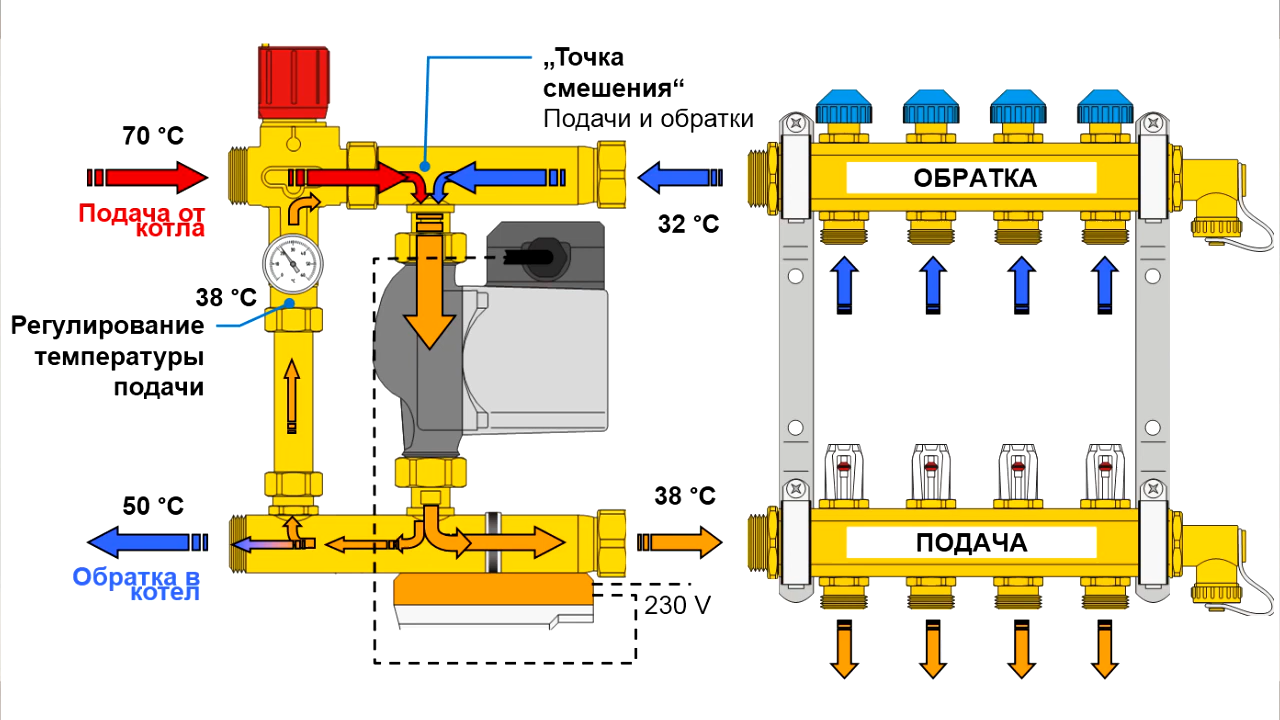 „Точка
смешения“
Подачи и обратки
70 °C
Подача от
котла
32 °C
ОБРАТКА
38 °C
Регулирование
температуры
подачи
50 °C
Обратка в
котел
38 °C
ПОДАЧА
230 V